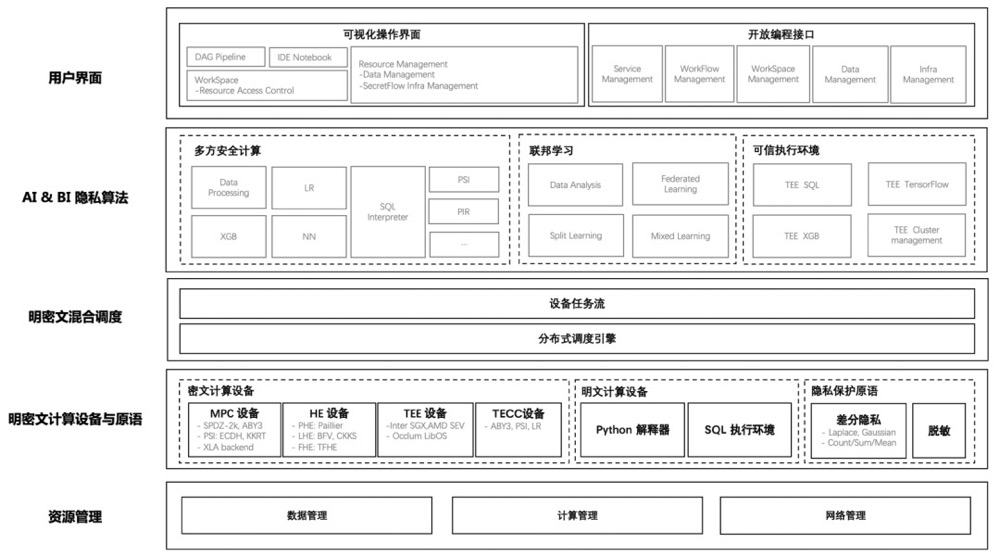 用户界面
可视化操作界面
DAG Pipeline
IDE Notebook
WorkSpace
-Resource Access Control
Resource Management
-Data Management
-SecretFlow Infra Management
开放编程接口
Service
Management
WorkFlow
Management
WorkSpace
Management
Data
Management
Infra
Management
AI & BI 隐私算法
多方安全计算
Data
Processing
LR
XGB
NN
SQL
Interpreter
PSI
PIR
...
联邦学习
Data Analysis
Federated
Learning
Split Learning
Mixed Learning
可信执行环境
TEE SQL
TEE TensorFlow
TEE XGB
TEE Cluster
management
明密文混合调度
设备任务流
分布式调度引擎
明密文计算设备与原语
密文计算设备
MPC 设备
- SPDZ-2k, ABY3
- PSI: ECDH, KKRT
- XLA backend
HE 设备
- PHE: Paillier
- LHE: BFV, CKKS
- FHE: TFHE
TEE 设备
-Inter SGX,AMD SEV
- Occlum LibOS
TECC设备
- ABY3, PSI, LR
明文计算设备
Python 解释器
SQL 执行环境
隐私保护原语
差分隐私
- Laplace, Gaussian
- Count/Sum/Mean
脱敏
资源管理
数据管理
计算管理
网络管理